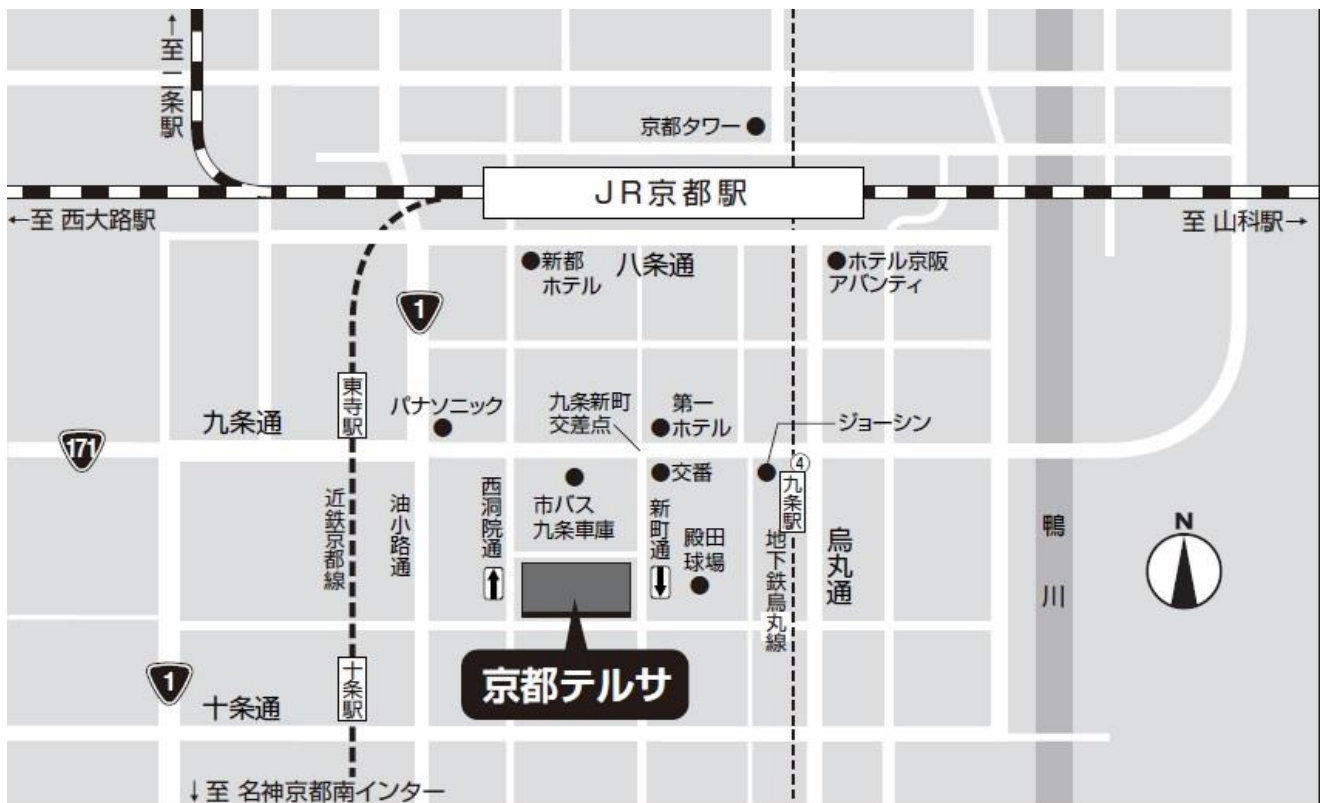 ↑至二条駅
京都タワー
JR京都駅
←至 西大路駅
至 山科駅→
新都
ホテル
八条通
ホテル京阪
アバンティ
1
東寺駅
パナソニック
九条新町
交差点
第一
ホテル
ジョーシン
九条通
171
交番
④
九条駅
近鉄京都線
油小路通
西洞院通
市バス
九条車庫
新町通
殿田
球場
地下鉄烏丸線
烏丸通
鴨川
N
京都テルサ
1
十条駅
十条通
↓至 名神京都南インター